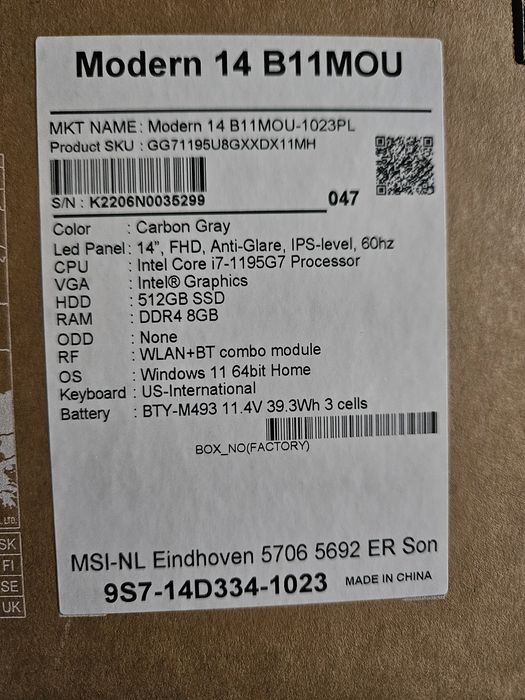 Modern 14 B11MOU
MKT NAME : Modern 14 B11MOU-1023PL
Product SKU : GG71195U8GXXDX11MH
S/N : K2206N0035299
047
Color : Carbon Gray
Led Panel : 14”, FHD, Anti-Glare, IPS-level, 60hz
CPU : Intel Core i7-1195G7 Processor
VGA : Intel® Graphics
HDD : 512GB SSD
RAM : DDR4 8GB
ODD : None
RF : WLAN+BT combo module
OS : Windows 11 64bit Home
Keyboard : US-International
Battery : BTY-M493 11.4V 39.3Wh 3 cells
BOX_NO(FACTORY)
MSI-NL Eindhoven 5706 5692 ER Son
9S7-14D334-1023 MADE IN CHINA
LTD.
SK
FI
SE
UK